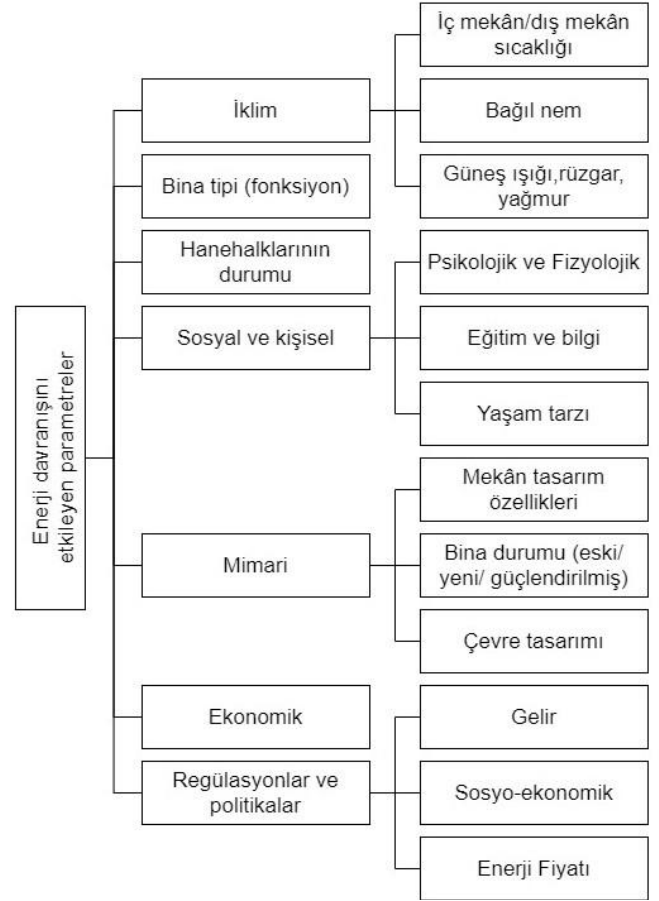 Enerji davranışını
etkileyen parametreler
İklim
İç mekân/dış mekân
sıcaklığı
Bağıl nem
Güneş ışığı,rüzgar,
yağmur
Bina tipi (fonksiyon)
Hanehalklarının
durumu
Sosyal ve kişisel
Psikolojik ve Fizyolojik
Eğitim ve bilgi
Yaşam tarzı
Mimari
Mekân tasarım
özellikleri
Bina durumu (eski/
yeni/ güçlendirilmiş)
Çevre tasarımı
Ekonomik
Regülasyonlar ve
politikalar
Gelir
Sosyo-ekonomik
Enerji Fiyatı